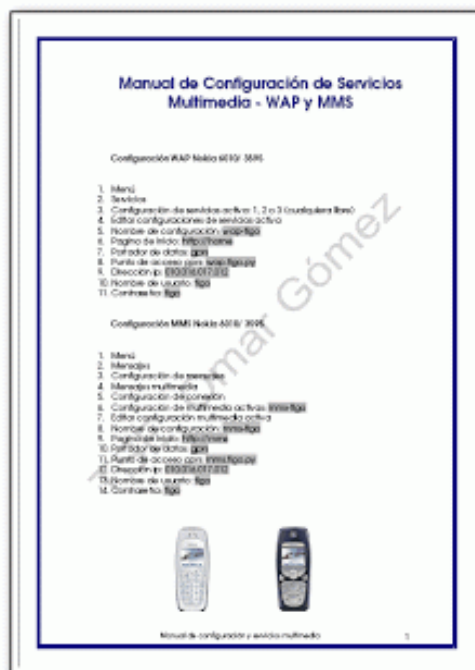 Manual de Configuración de Servicios
Multimedia - WAP y MMS
Configuración WAP Nokia 6010/ 3595
1. Menú
2. Servicios
3. Configuración de servicios activa: 1, 2 o 3 (cualquiera libre)
4. Editar configuraciones de servicios activa
5. Nombre de configuración: wap-tigo
6. Pagina de inicio: http://home
7. Portador de datos: gprs
8. Punto de acceso gprs: wap.tigo.py
9. Dirección ip: 010.016.017.012
10. Nombre de usuario: tigo
11. Contraseña: tigo
Configuración MMS Nokia 6010/ 3595
1. Menú
2. Mensajes
3. Configuración de mensajes
4. Mensajes multimedia
5. Configuración de conexión
6. Configuración de multimedia activas: mms-tigo
7. Editar configuración multimedia activa
8. Nombre de configuración: mms-tigo
9. Pagina de inicio: http://mms
10. Portador de datos: gprs
11. Punto de acceso gprs: mms.tigo.py
12. Dirección ip: 010.016.017.012
13. Nombre de usuario: tigo
14. Contraseña: tigo
Omar Gómez
Manual de configuración y servicios multimedia 1